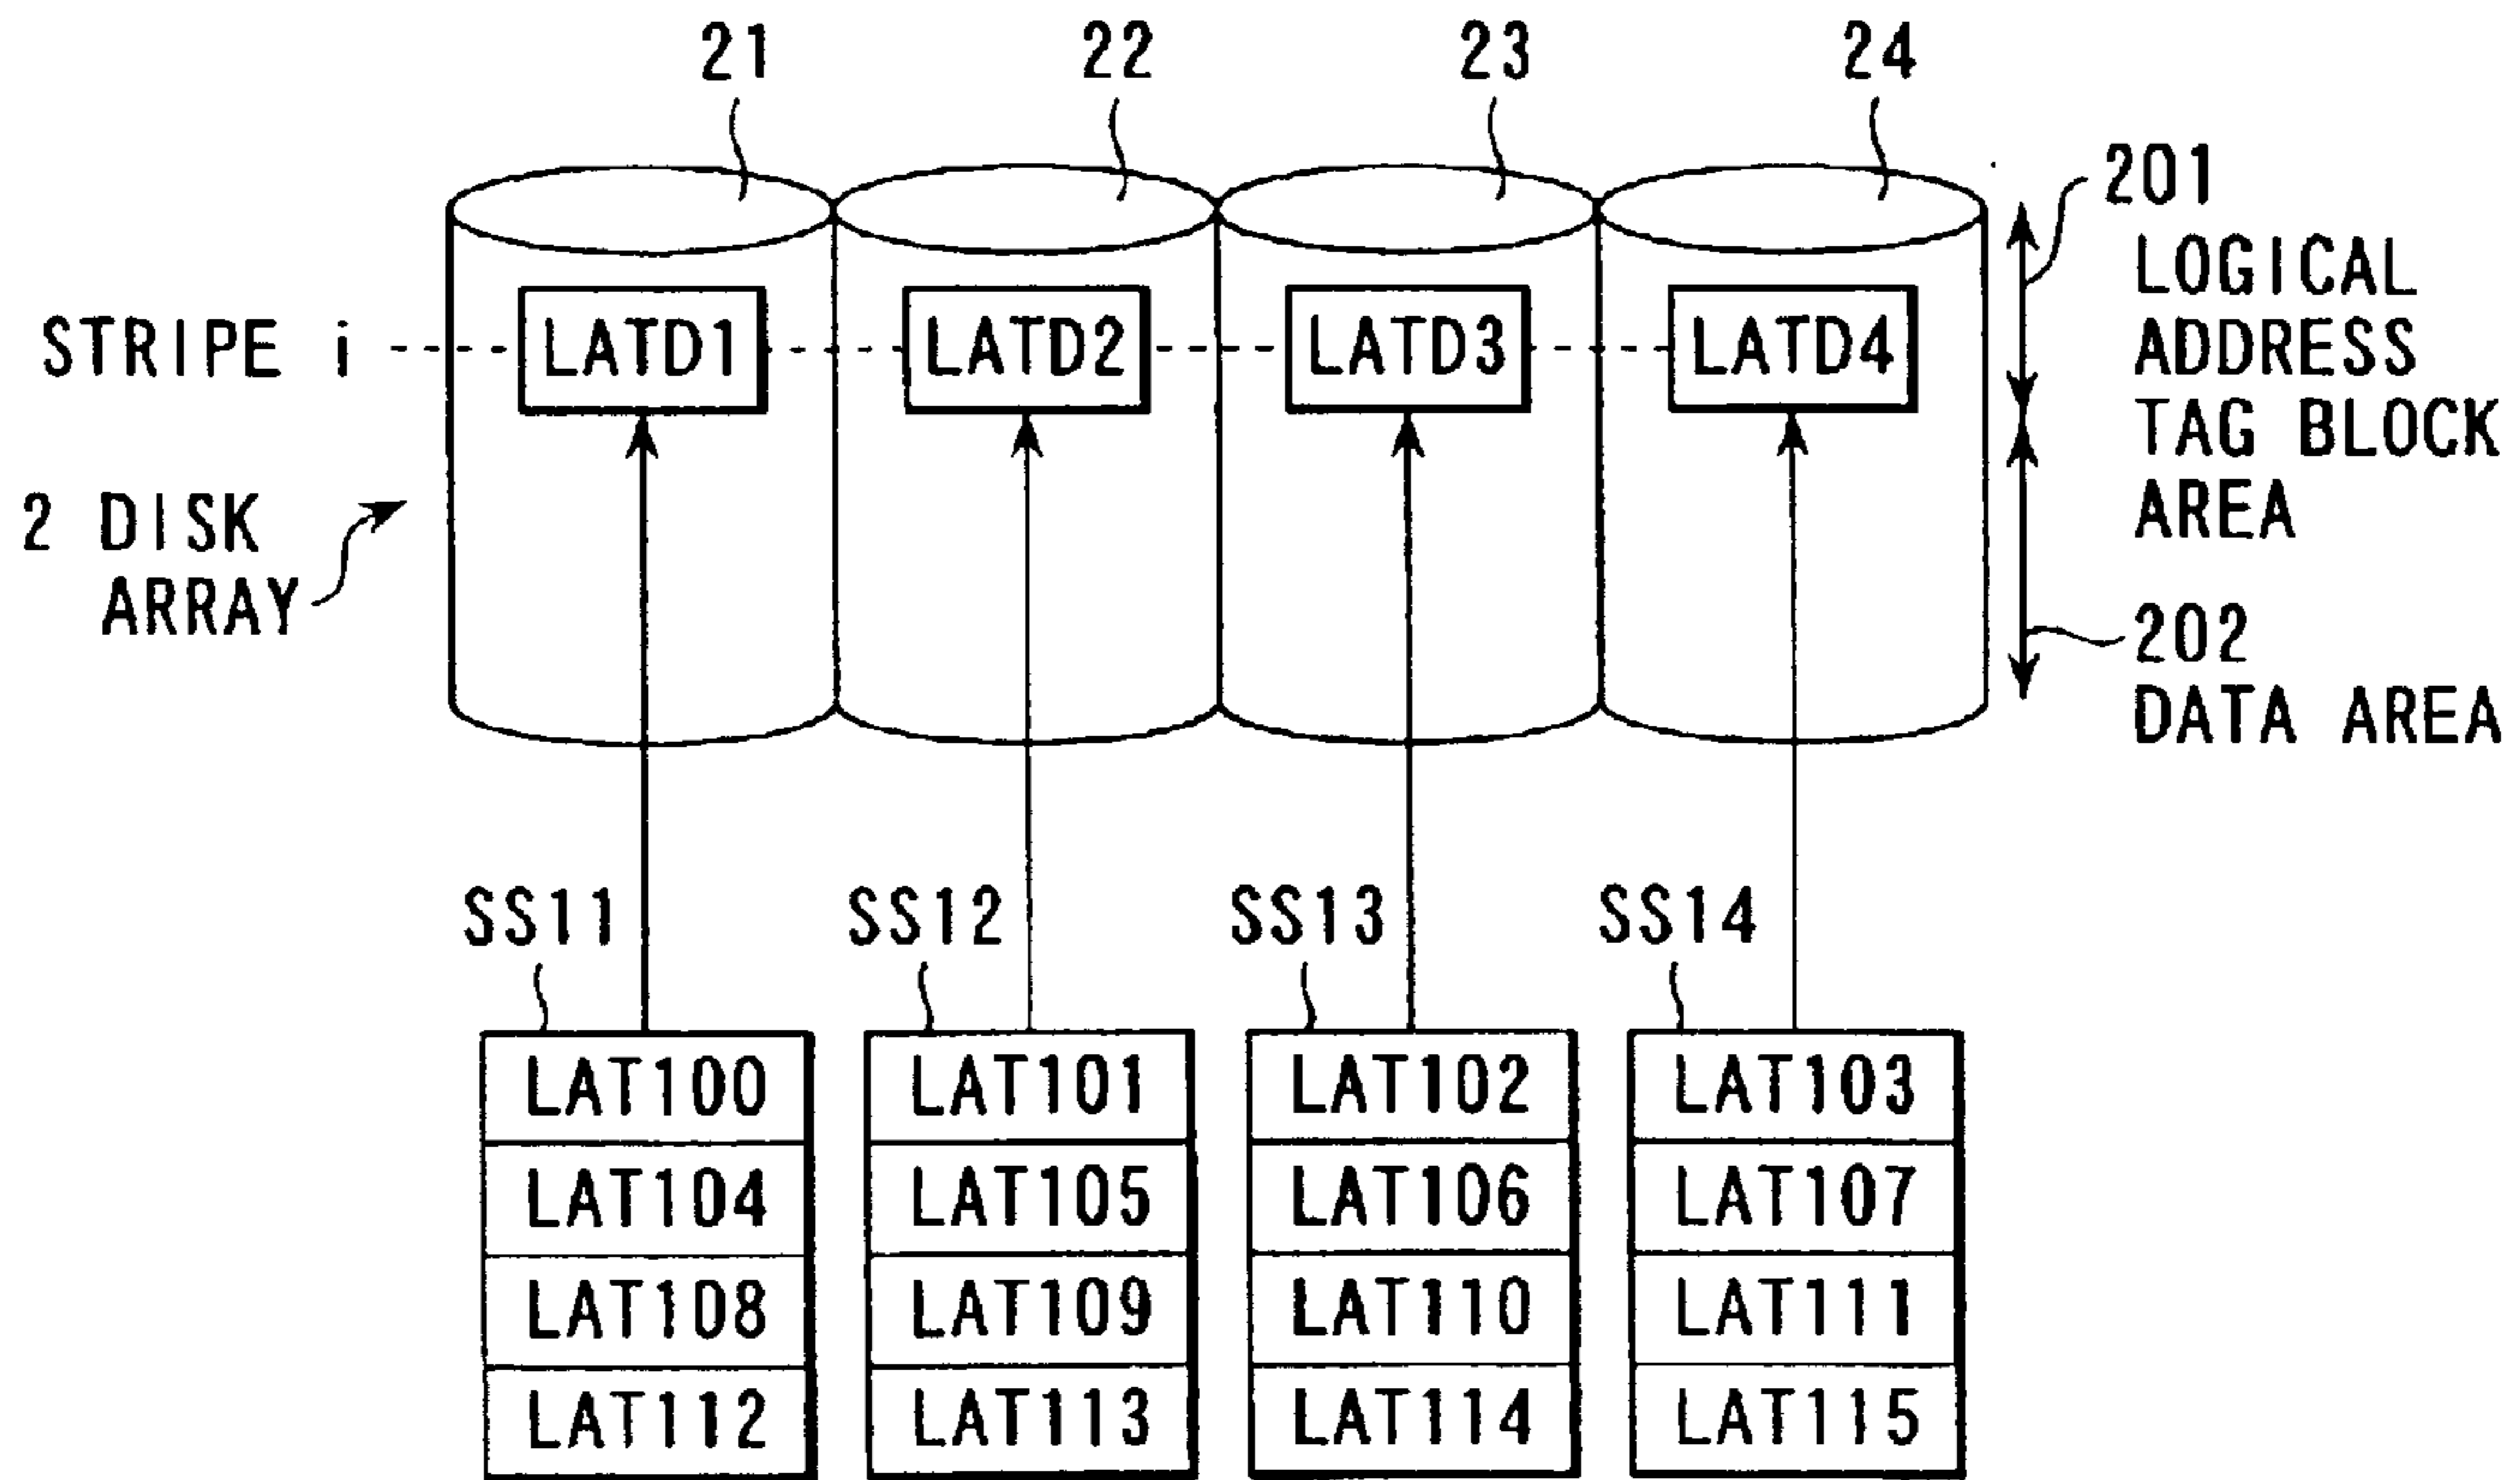 21
22
23
24
201
LOGICAL
ADDRESS
TAG BLOCK
AREA
STRIPE i
LATD1
LATD2
LATD3
LATD4
2 DISK
ARRAY
202
DATA AREA
SS11
SS12
SS13
SS14
LAT100
LAT101
LAT102
LAT103
LAT104
LAT105
LAT106
LAT107
LAT108
LAT109
LAT110
LAT111
LAT112
LAT113
LAT114
LAT115